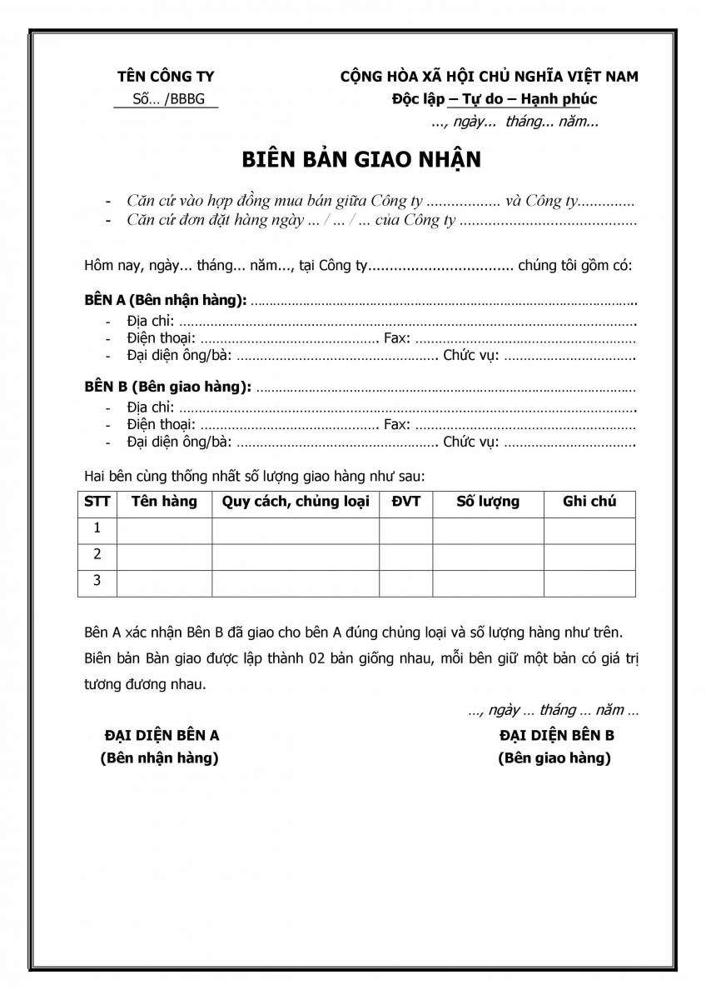 TÊN CÔNG TY
Số... /BBBG
CỘNG HÒA XÃ HỘI CHỦ NGHĨA VIỆT NAM
Độc lập – Tự do – Hạnh phúc
..., ngày... tháng... năm...
BIÊN BẢN GIAO NHẬN
- Căn cứ vào hợp đồng mua bán giữa Công ty .................. và Công ty..............
- Căn cứ đơn đặt hàng ngày ... / ... / ... của Công ty ...........................................
Hôm nay, ngày... tháng... năm..., tại Công ty.................................. chúng tôi gồm có:
BÊN A (Bên nhận hàng): ………………………………………………………………………………………..
- Địa chỉ: ……………………………………………………………………………………………………….
- Điện thoại: ………………………………………. Fax: …………………………………………………
- Đại diện ông/bà: ……………………………………………. Chức vụ: …………………………….
BÊN B (Bên giao hàng): ………………………………………………………………………………………
- Địa chỉ: ……………………………………………………………………………………………………….
- Điện thoại: ………………………………………. Fax: …………………………………………………
- Đại diện ông/bà: ……………………………………………. Chức vụ: …………………………….
Hai bên cùng thống nhất số lượng giao hàng như sau:
STT Tên hàng Quy cách, chủng loại ĐVT Số lượng Ghi chú
1
2
3
Bên A xác nhận Bên B đã giao cho bên A đúng chủng loại và số lượng hàng như trên.
Biên bản Bàn giao được lập thành 02 bản giống nhau, mỗi bên giữ một bản có giá trị
tương đương nhau.
..., ngày ... tháng ... năm ...
ĐẠI DIỆN BÊN A
(Bên nhận hàng)
ĐẠI DIỆN BÊN B
(Bên giao hàng)